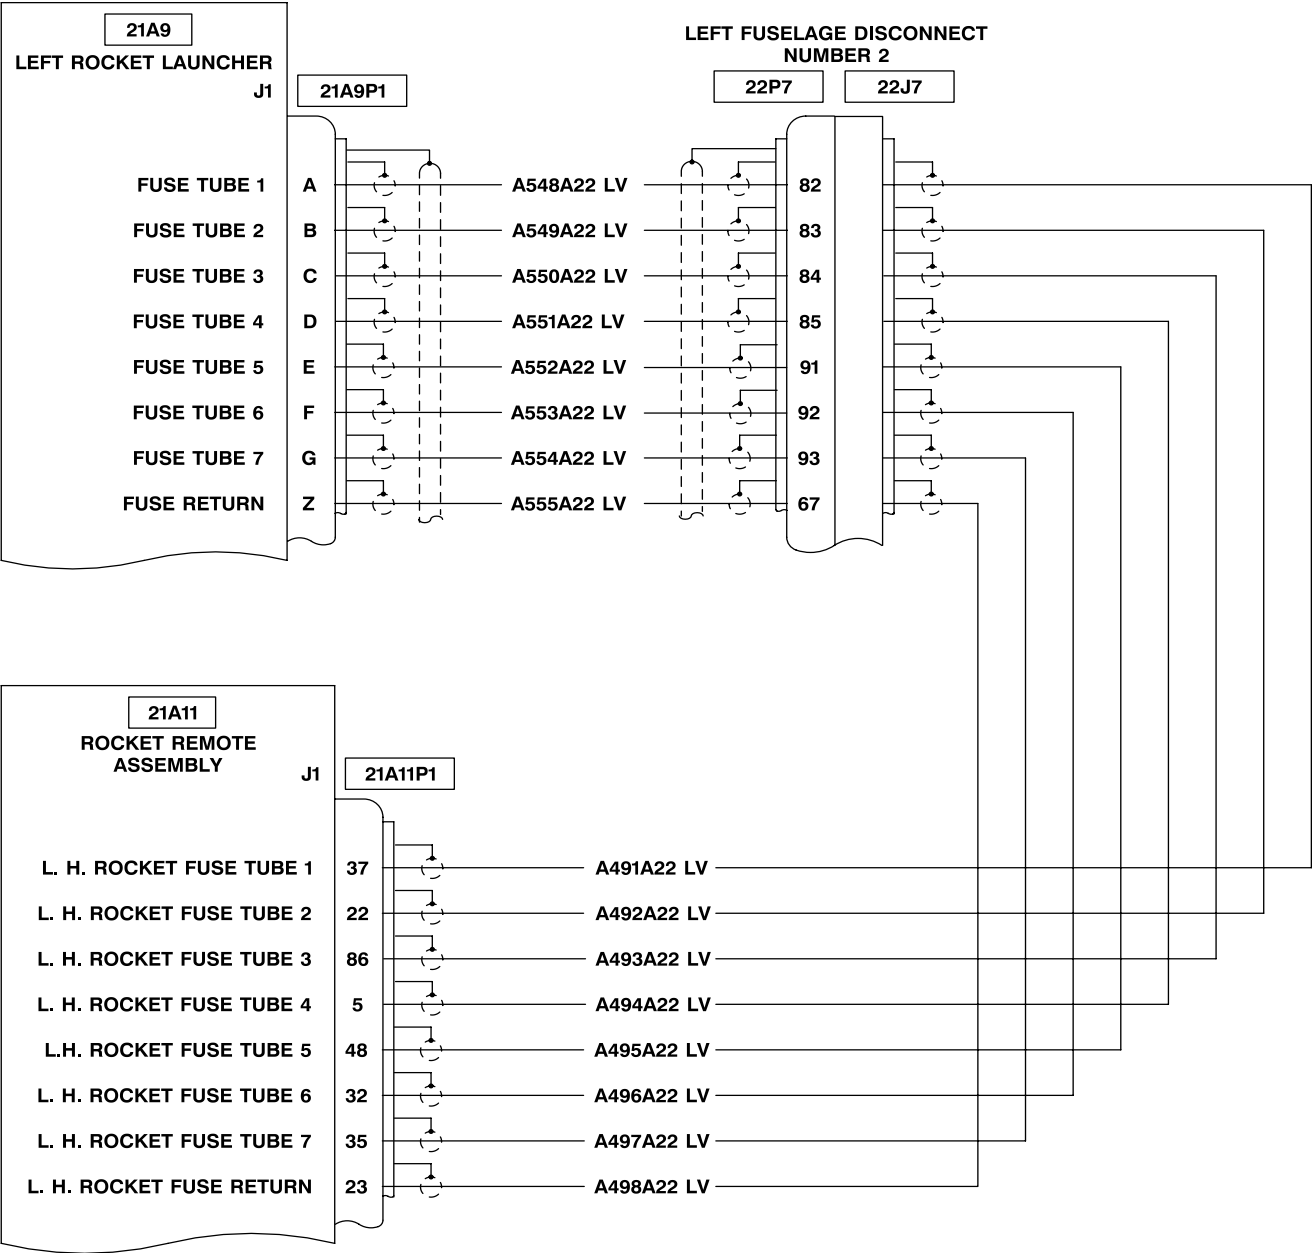 21A9
LEFT ROCKET LAUNCHER
J1
21A9P1
LEFT FUSELAGE DISCONNECT
NUMBER 2
22P7
22J7
FUSE TUBE 1 A A548A22 LV 82
FUSE TUBE 2 B A549A22 LV 83
FUSE TUBE 3 C A550A22 LV 84
FUSE TUBE 4 D A551A22 LV 85
FUSE TUBE 5 E A552A22 LV 91
FUSE TUBE 6 F A553A22 LV 92
FUSE TUBE 7 G A554A22 LV 93
FUSE RETURN Z A555A22 LV 67
21A11
ROCKET REMOTE
ASSEMBLY
J1
21A11P1
L. H. ROCKET FUSE TUBE 1 37 A491A22 LV
L. H. ROCKET FUSE TUBE 2 22 A492A22 LV
L. H. ROCKET FUSE TUBE 3 86 A493A22 LV
L. H. ROCKET FUSE TUBE 4 5 A494A22 LV
L.H. ROCKET FUSE TUBE 5 48 A495A22 LV
L. H. ROCKET FUSE TUBE 6 32 A496A22 LV
L. H. ROCKET FUSE TUBE 7 35 A497A22 LV
L. H. ROCKET FUSE RETURN 23 A498A22 LV